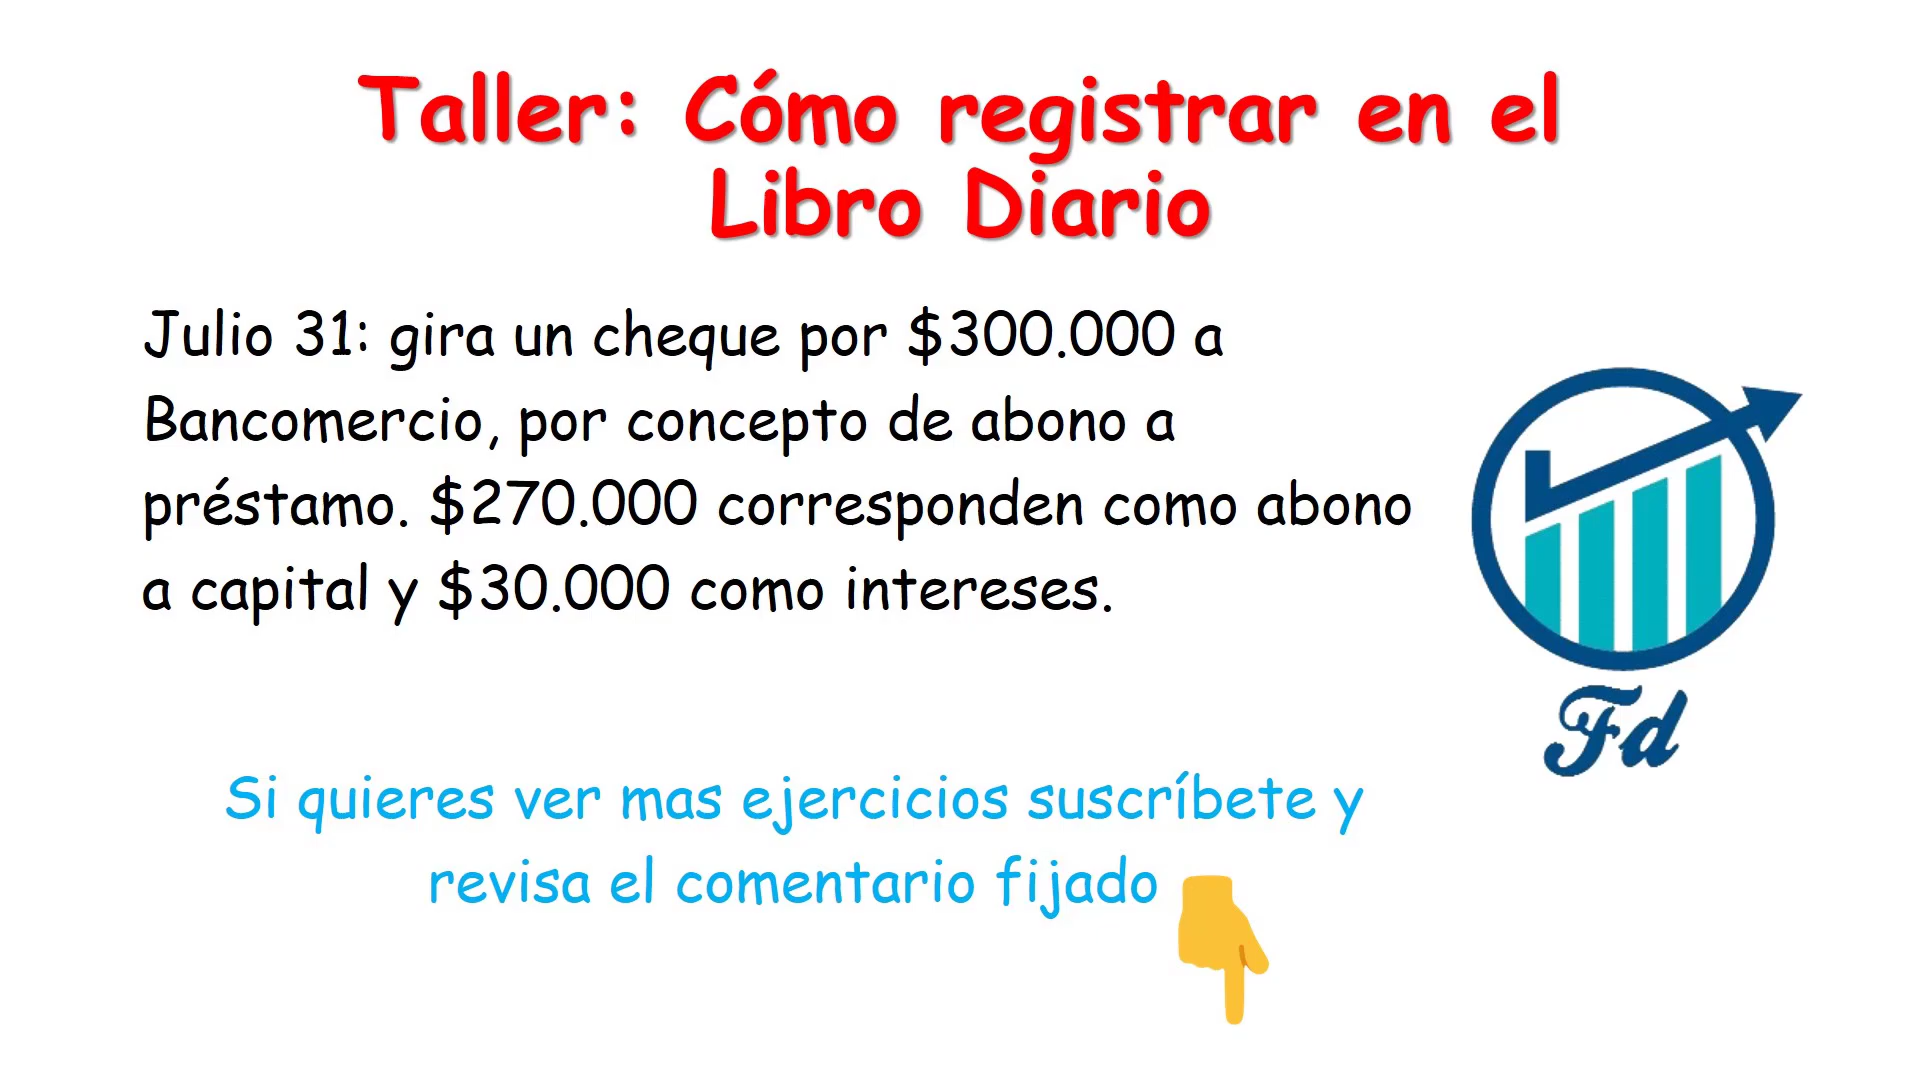 Taller: Cómo registrar en el
Libro Diario
Julio 31: gira un cheque por $300.000 a
Bancomercio, por concepto de abono a
préstamo. $270.000 corresponden como abono
a capital y $30.000 como intereses.
Fd
Si quieres ver mas ejercicios suscríbete y
revisa el comentario fijado